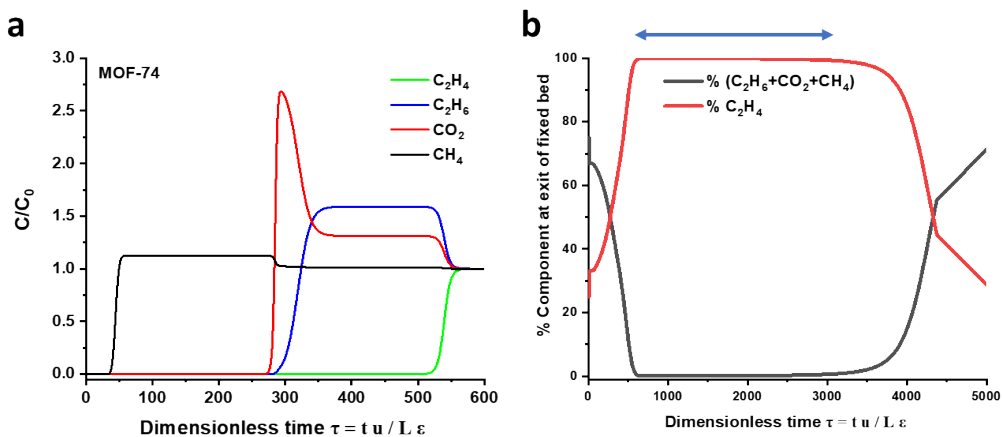 a
MOF-74
C₂H₄
C₂H₆
CO₂
CH₄
C/C₀
3.0
2.5
2.0
1.5
1.0
0.5
0.0
0 100 200 300 400 500 600
Dimensionless time τ = t u / L ε
b
% (C₂H₆+CO₂+CH₄)
% C₂H₄
% Component at exit of fixed bed
100
80
60
40
20
0
0 1000 2000 3000 4000 5000
Dimensionless time τ = t u / L ε